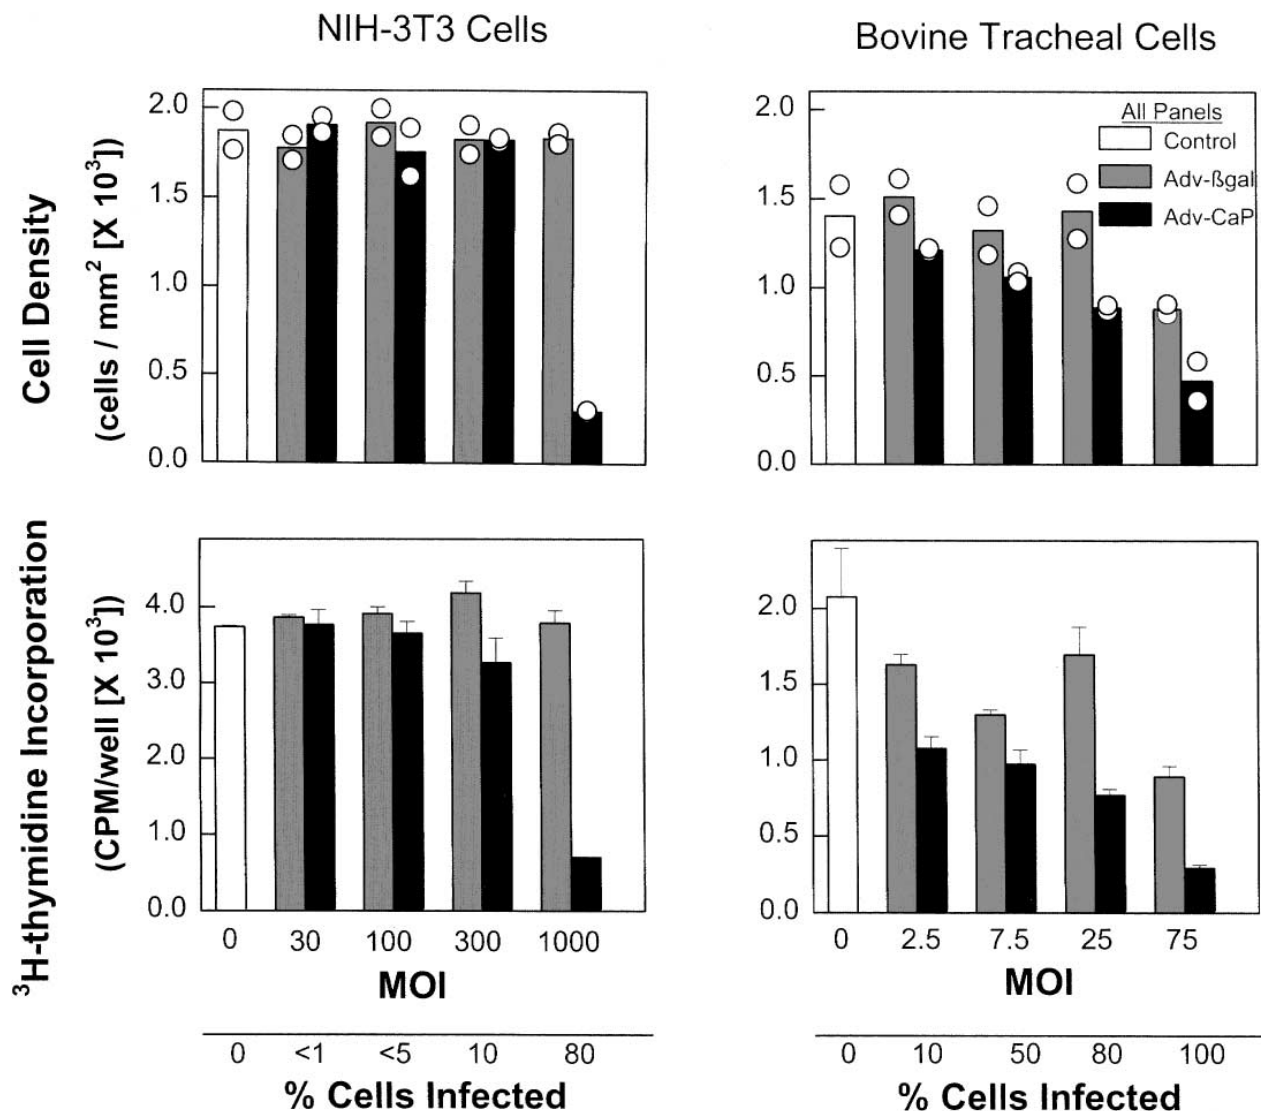 NIH-3T3 Cells
Bovine Tracheal Cells
Cell Density
(cells / mm² [X 10³])
2.0
1.5
1.0
0.5
0.0
2.0
1.5
1.0
0.5
0.0
All Panels
Control
Adv-ßgal
Adv-CaP
³H-thymidine Incorporation
(CPM/well [X 10³])
4.0
3.0
2.0
1.0
0.0
2.0
1.5
1.0
0.5
0.0
0 30 100 300 1000
MOI
0 <1 <5 10 80
% Cells Infected
0 2.5 7.5 25 75
MOI
0 10 50 80 100
% Cells Infected